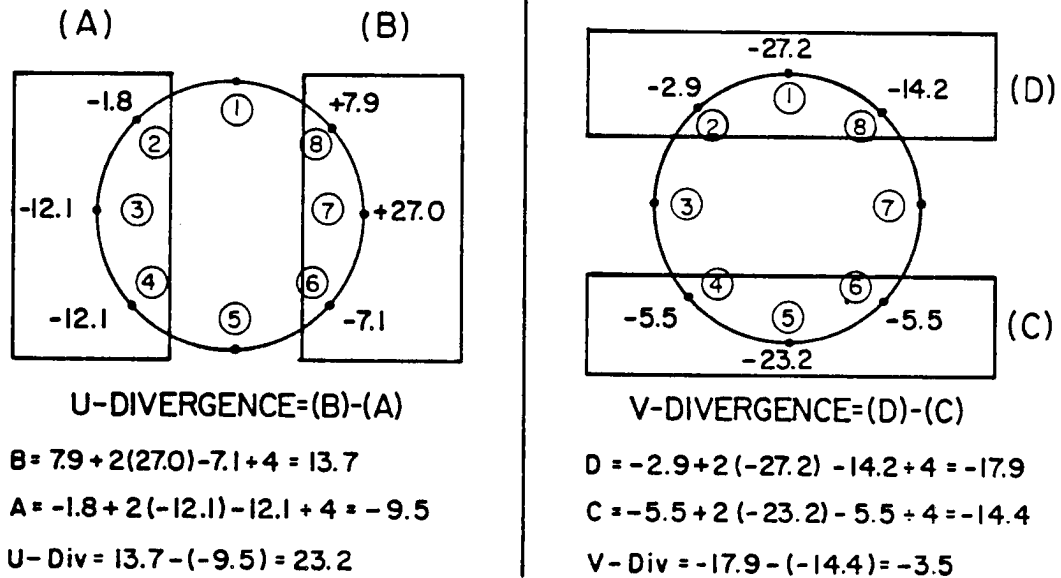 (A)
(B)
-1.8
+7.9
①
②
⑧
-12.1
③
⑦
+27.0
④
⑥
-12.1
⑤
-7.1
U-DIVERGENCE=(B)-(A)
B= 7.9 + 2(27.0) -7.1 ÷ 4 = 13.7
A= -1.8 + 2(-12.1) -12.1 ÷ 4 = -9.5
U-Div = 13.7-(-9.5) = 23.2
-27.2
-2.9
-14.2
(D)
①
②
⑧
③
⑦
④
⑥
-5.5
⑤
-5.5
(C)
-23.2
V-DIVERGENCE=(D)-(C)
D = -2.9 + 2 (-27.2) -14.2 ÷ 4 = -17.9
C = -5.5 + 2 (-23.2) - 5.5 ÷ 4 = -14.4
V-Div = -17.9 -(-14.4) = -3.5